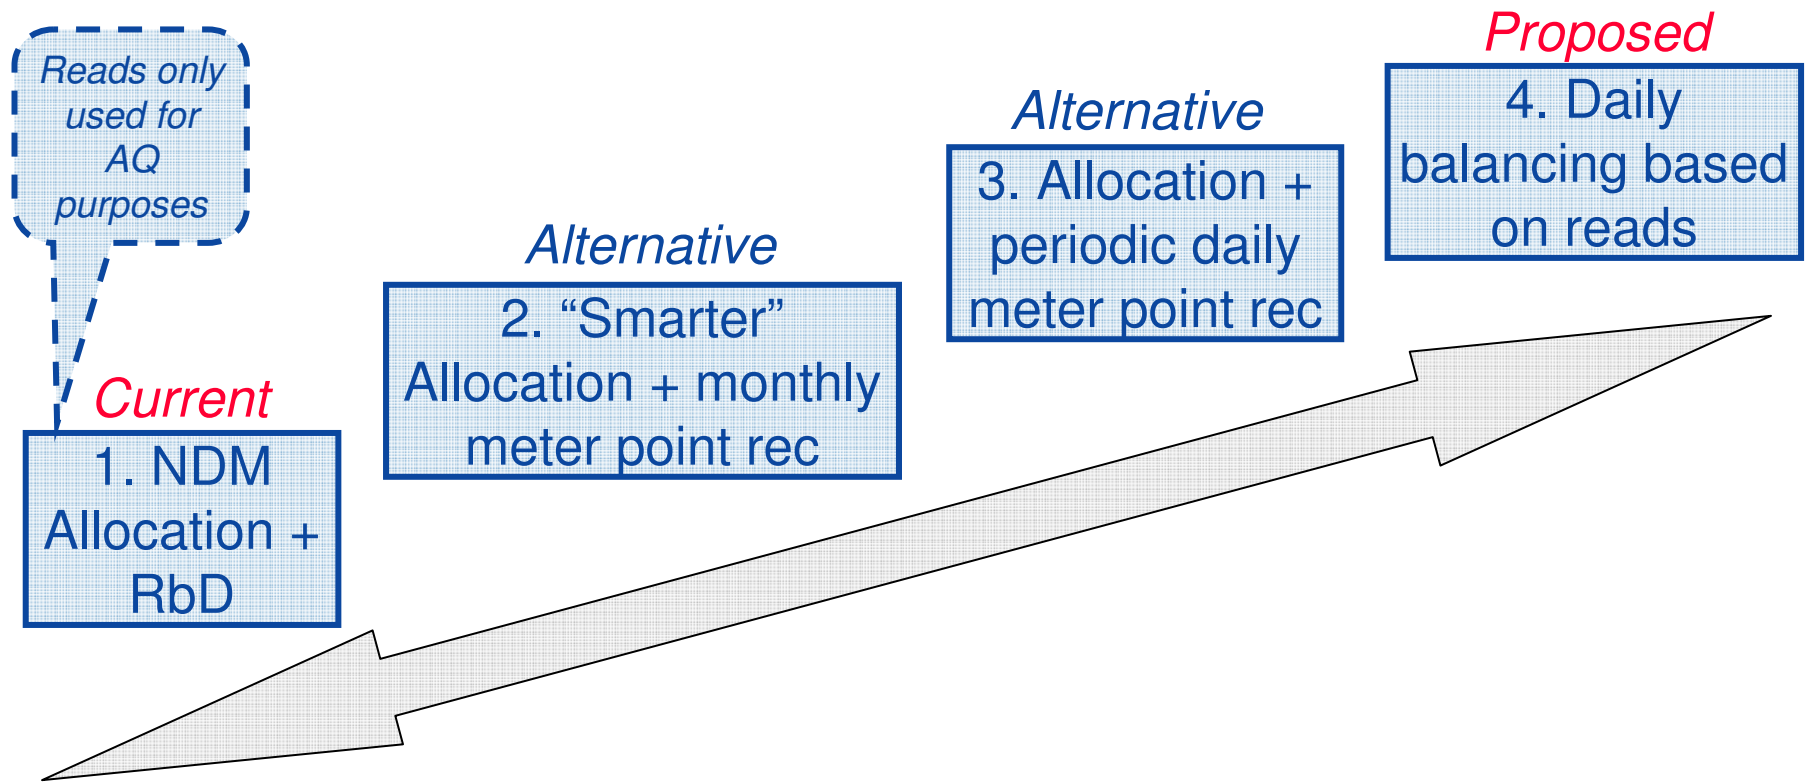 Reads only
used for
AQ
purposes
Current
1. NDM
Allocation +
RbD
Alternative
2. “Smarter”
Allocation + monthly
meter point rec
Alternative
3. Allocation +
periodic daily
meter point rec
Proposed
4. Daily
balancing based
on reads